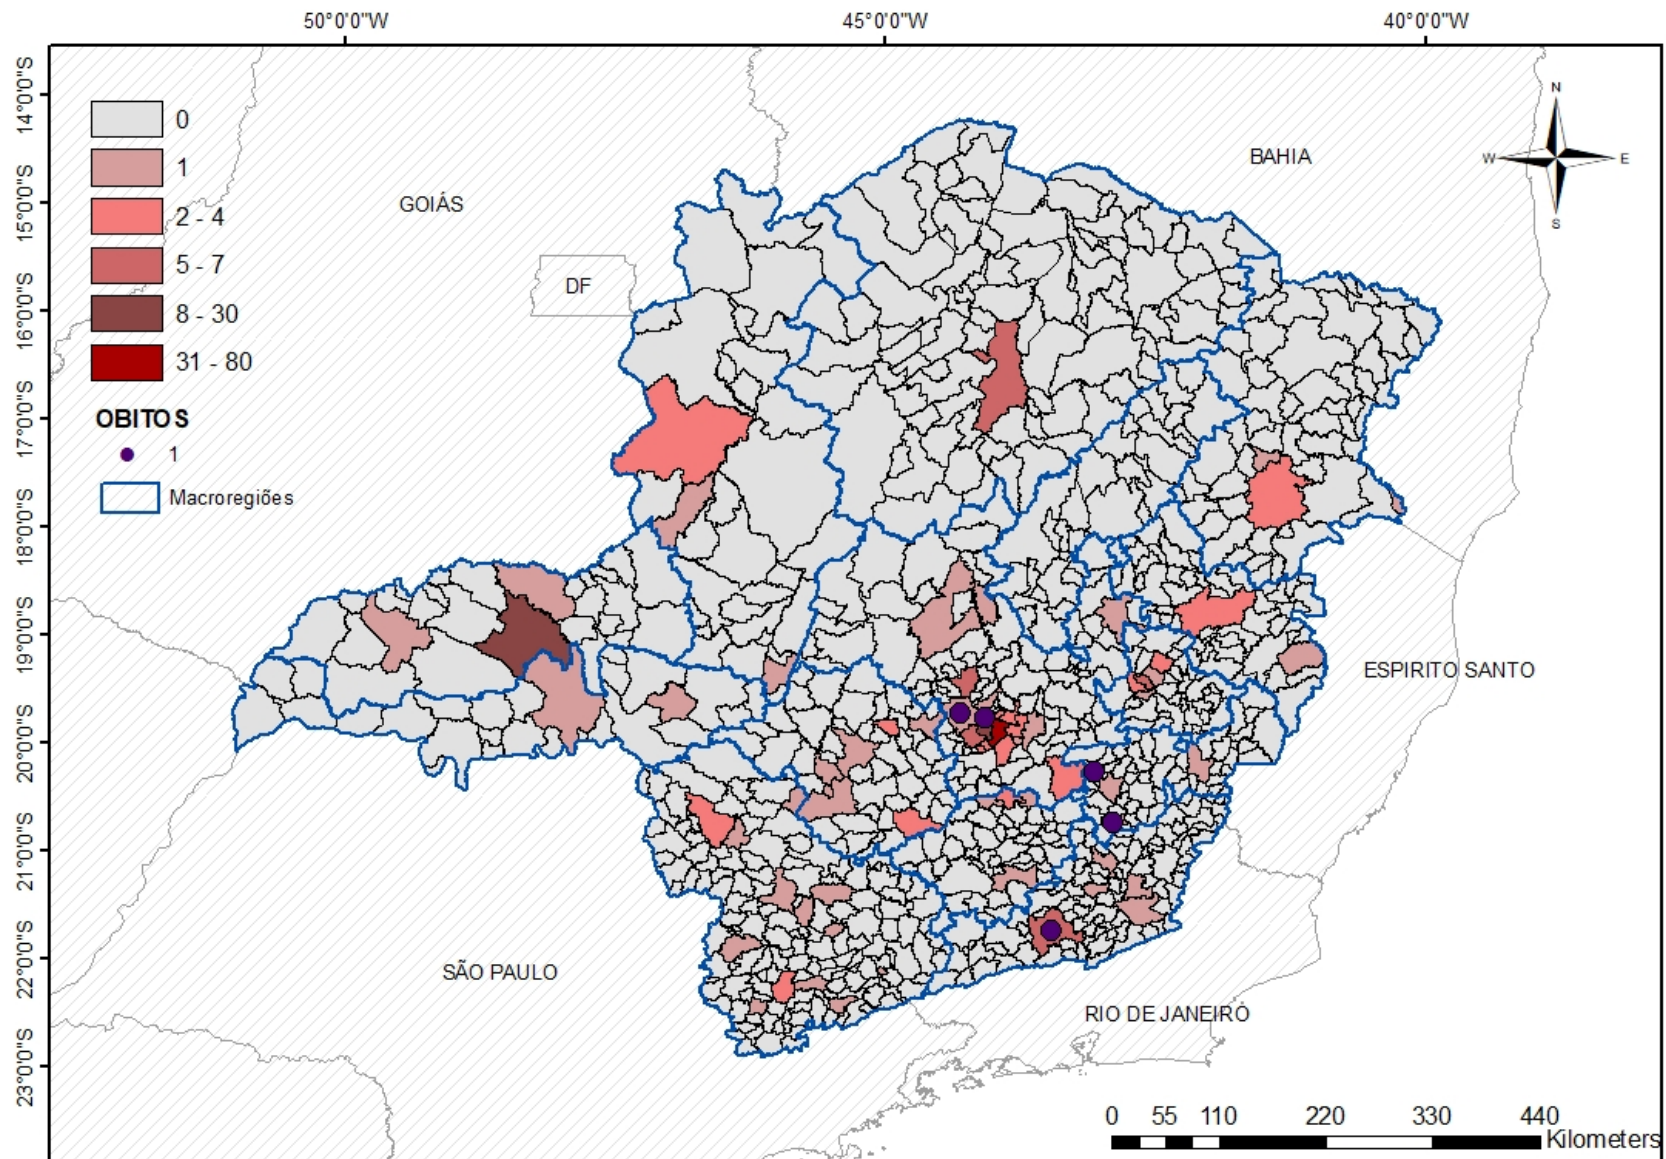 50°0'0"W
45°0'0"W
40°0'0"W
14°0'0"S
15°0'0"S
16°0'0"S
17°0'0"S
18°0'0"S
19°0'0"S
20°0'0"S
21°0'0"S
22°0'0"S
23°0'0"S
0
1
2 - 4
5 - 7
8 - 30
31 - 80
OBITOS
1
Macroregiões
GOIÁS
DF
BAHIA
N
W
E
S
ESPIRITO SANTO
SÃO PAULO
RIO DE JANEIRO
0 55 110 220 330 440
Kilometers